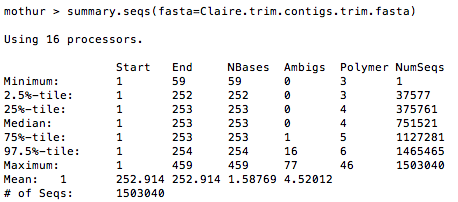 mothur > summary.seqs(fasta=Claire.trim.contigs.trim.fasta)
Using 16 processors.
Start End NBases Ambigs Polymer NumSeqs
Minimum: 1 59 59 0 3 1
2.5%-tile: 1 252 252 0 3 37577
25%-tile: 1 253 253 0 4 375761
Median: 1 253 253 0 4 751521
75%-tile: 1 253 253 1 5 1127281
97.5%-tile: 1 254 254 16 6 1465465
Maximum: 1 459 459 77 46 1503040
Mean: 1 252.914 252.914 1.58769 4.52012
# of Seqs: 1503040